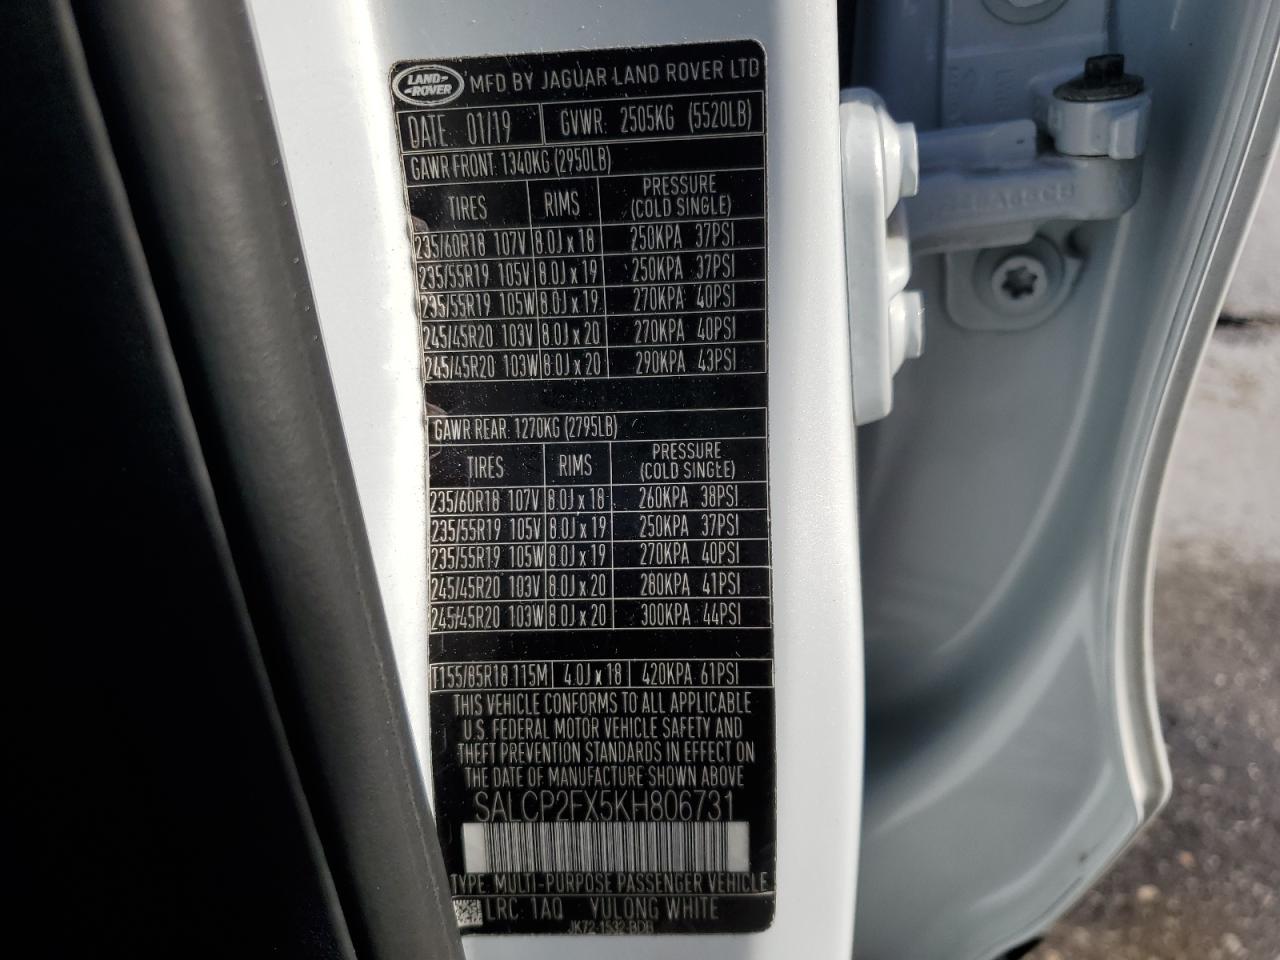 LAND-ROVER MFD BY JAGUAR LAND ROVER LTD
DATE: 01/19 GVWR: 2505KG (5520LB)
GAWR FRONT: 1340KG (2950LB)
TIRES RIMS PRESSURE (COLD SINGLE)
235/60R18 107V 8.0J x 18 250KPA 37PSI
235/55R19 105V 8.0J x 19 250KPA 37PSI
235/55R19 105W 8.0J x 19 270KPA 40PSI
245/45R20 103V 8.0J x 20 270KPA 40PSI
245/45R20 103W 8.0J x 20 290KPA 43PSI
GAWR REAR: 1270KG (2795LB)
TIRES RIMS PRESSURE (COLD SINGLE)
235/60R18 107V 8.0J x 18 260KPA 38PSI
235/55R19 105V 8.0J x 19 250KPA 37PSI
235/55R19 105W 8.0J x 19 270KPA 40PSI
245/45R20 103V 8.0J x 20 280KPA 41PSI
245/45R20 103W 8.0J x 20 300KPA 44PSI
T155/85R18 115M 4.0J x 18 420KPA 61PSI
THIS VEHICLE CONFORMS TO ALL APPLICABLE
U.S. FEDERAL MOTOR VEHICLE SAFETY AND
THEFT PREVENTION STANDARDS IN EFFECT ON
THE DATE OF MANUFACTURE SHOWN ABOVE
SALCP2FX5KH806731
TYPE: MULTI-PURPOSE PASSENGER VEHICLE
LRC: 1AQ YULONG WHITE
JK72-1532-BDB